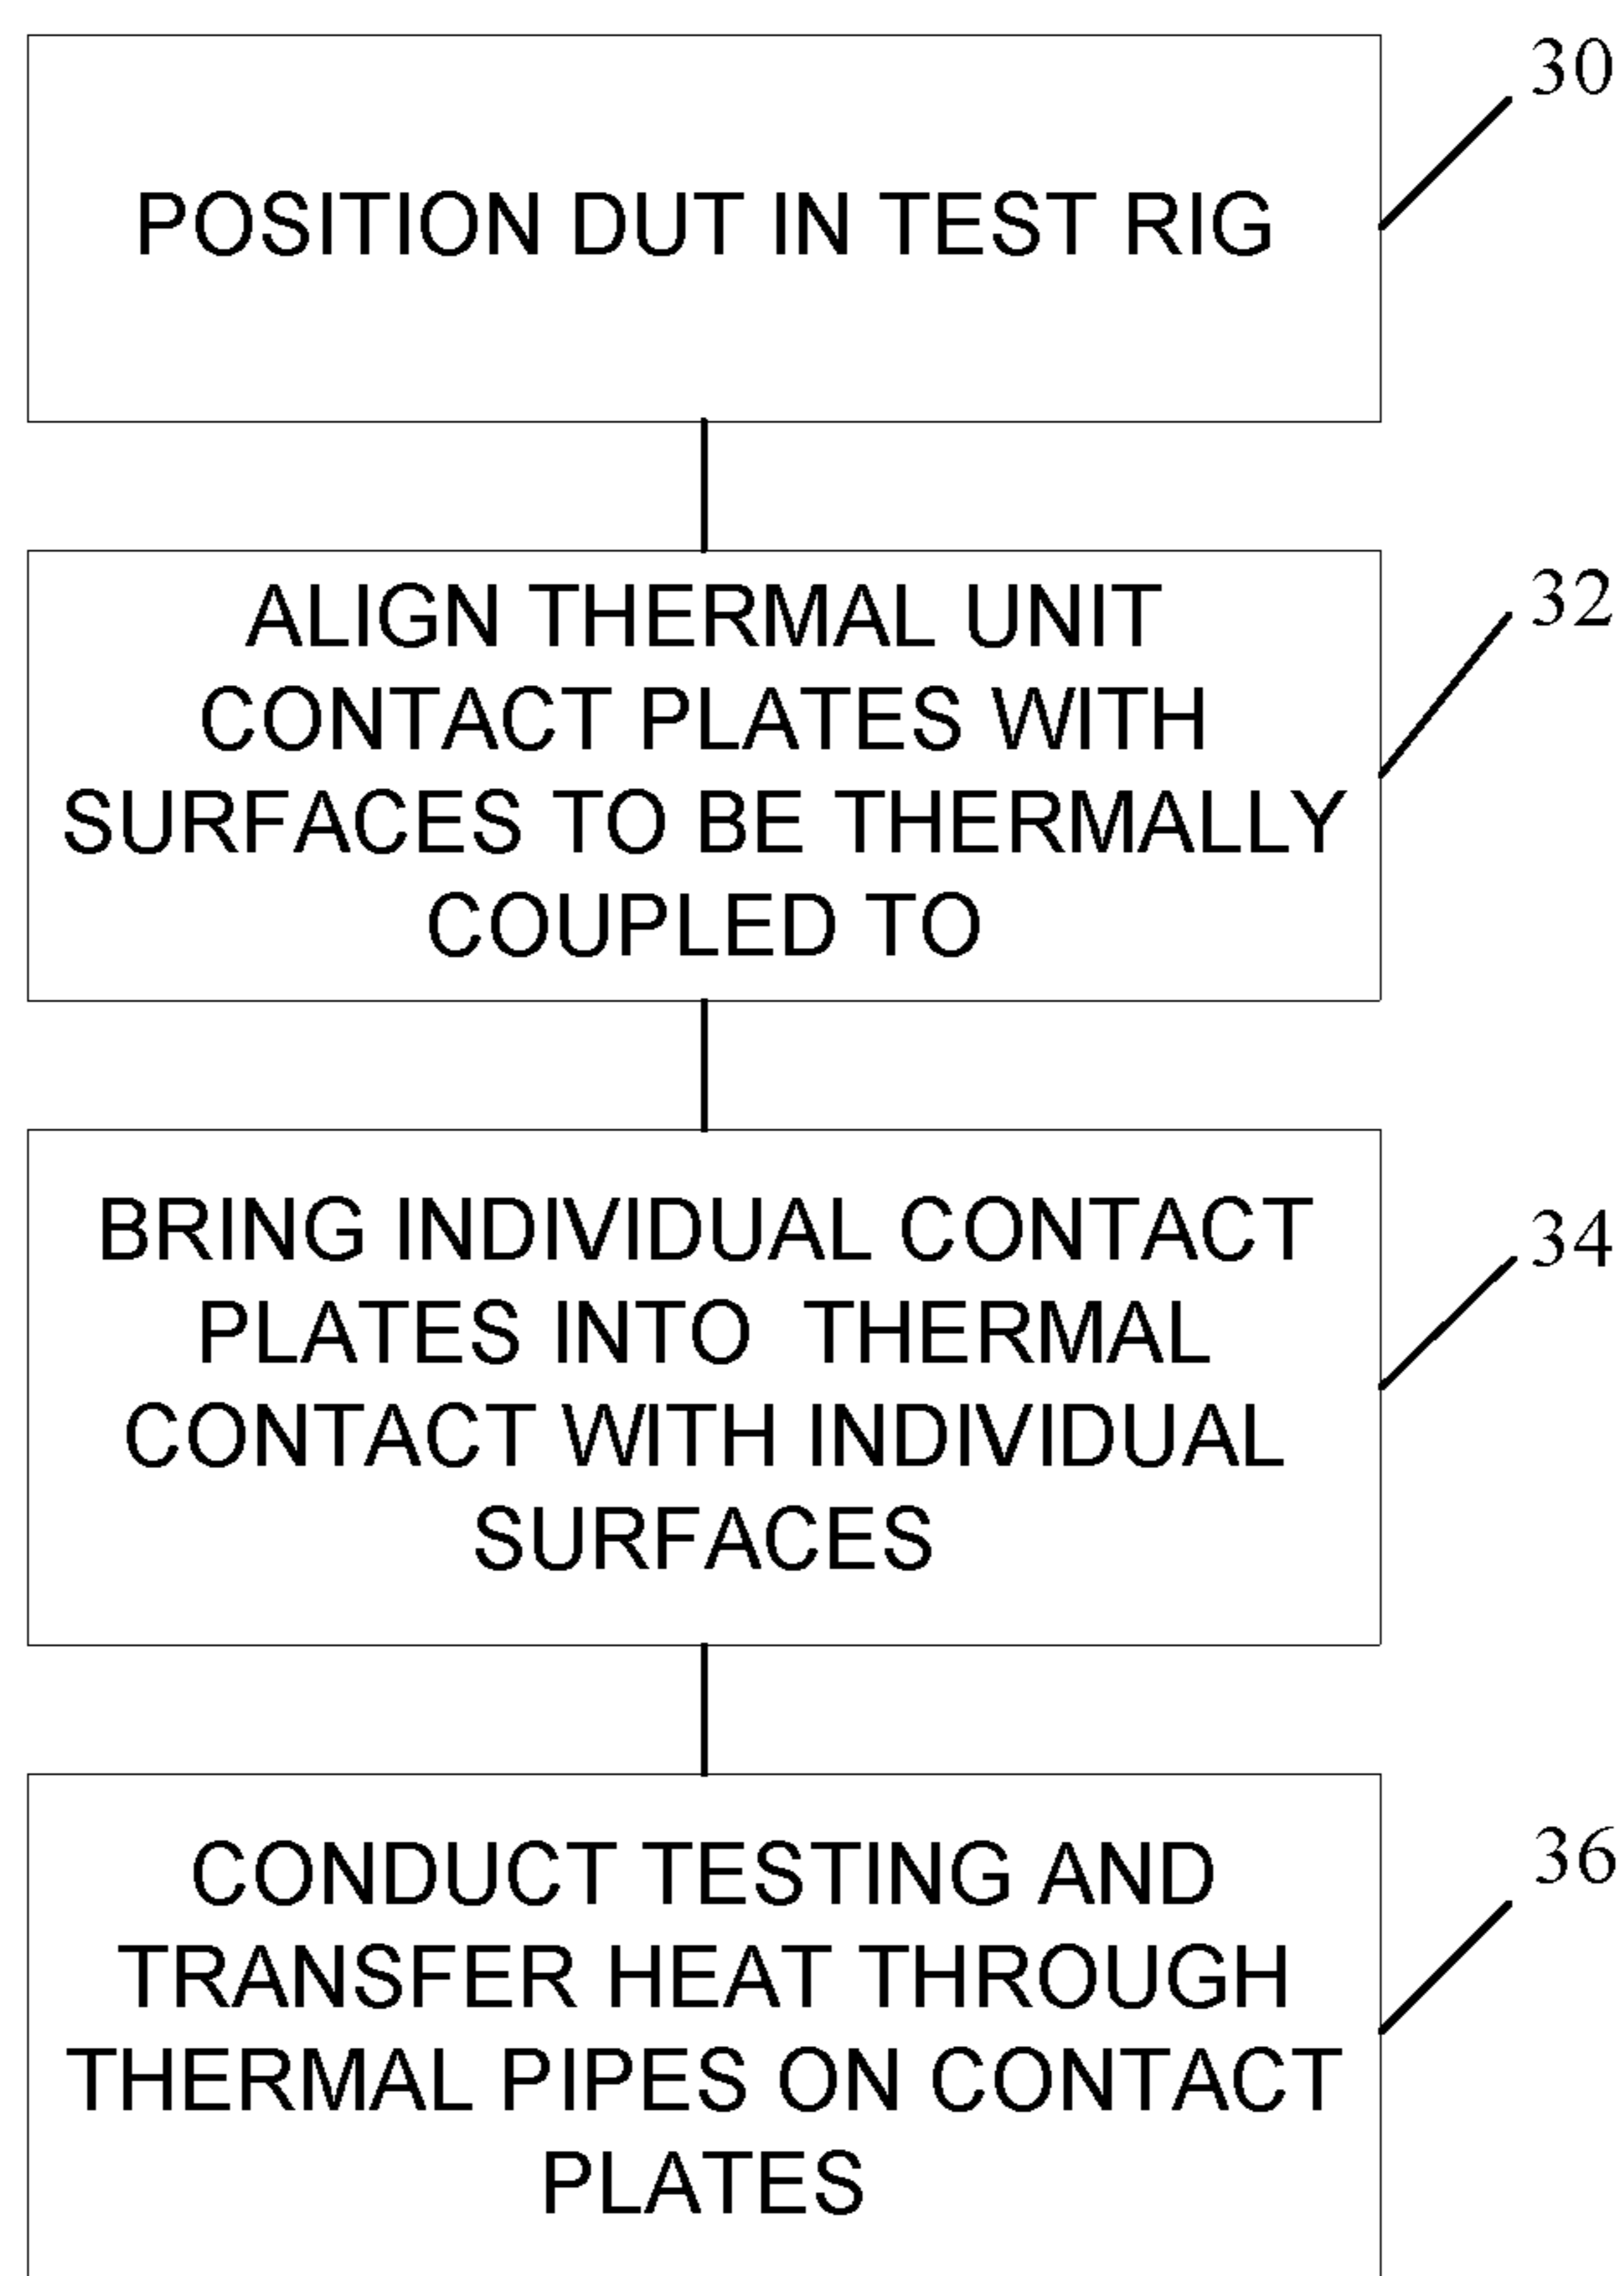 30
POSITION DUT IN TEST RIG
32
ALIGN THERMAL UNIT
CONTACT PLATES WITH
SURFACES TO BE THERMALLY
COUPLED TO
34
BRING INDIVIDUAL CONTACT
PLATES INTO THERMAL
CONTACT WITH INDIVIDUAL
SURFACES
36
CONDUCT TESTING AND
TRANSFER HEAT THROUGH
THERMAL PIPES ON CONTACT
PLATES